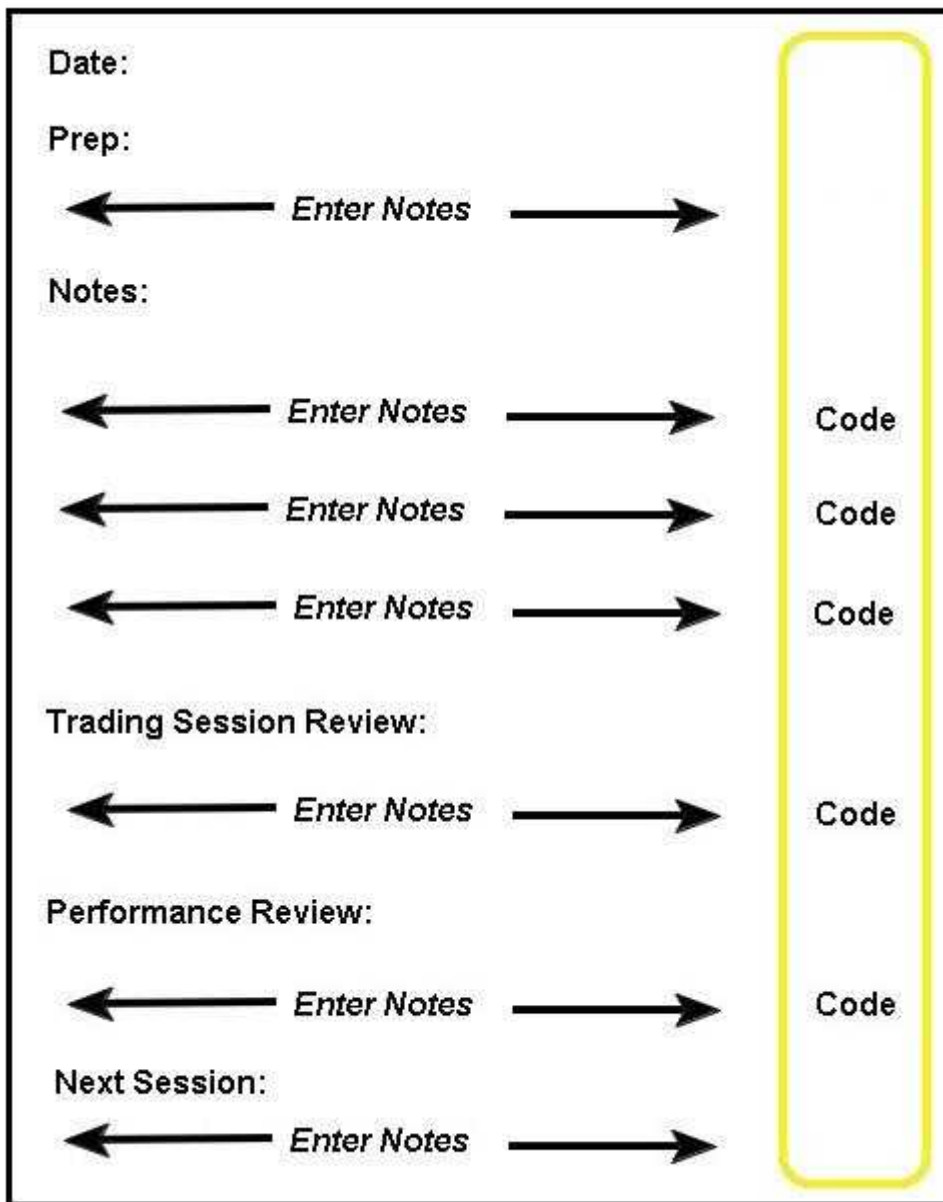 Date:
Prep:
Enter Notes
Notes:
Enter Notes Code
Enter Notes Code
Enter Notes Code
Trading Session Review:
Enter Notes Code
Performance Review:
Enter Notes Code
Next Session:
Enter Notes